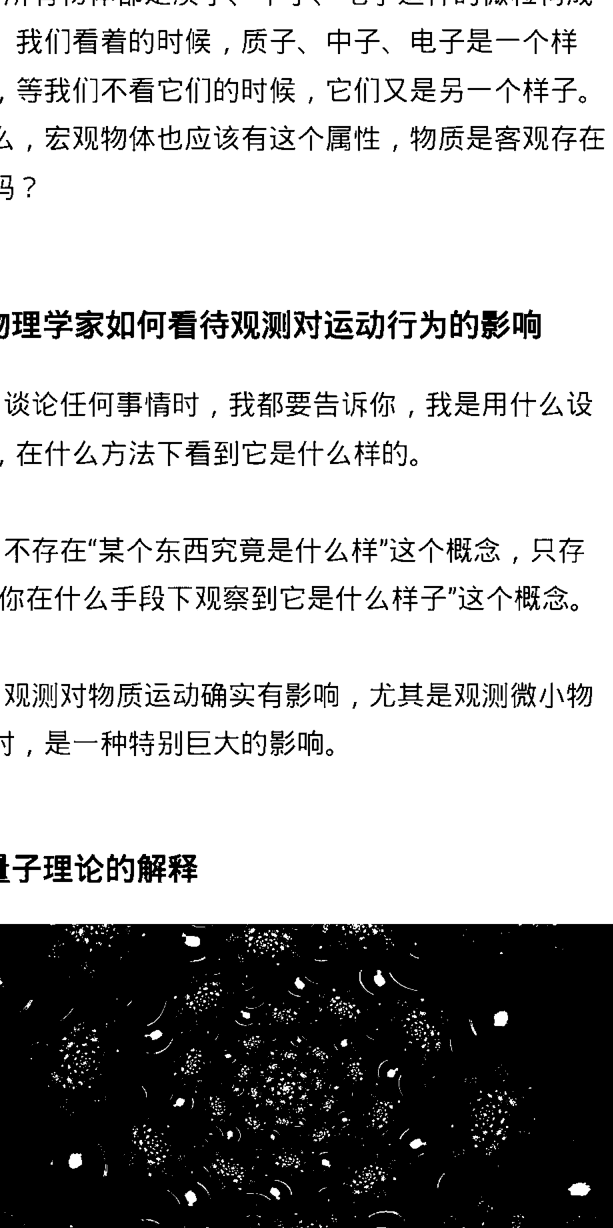 我们看着的时候，质子、中子、电子是一个样
，等我们不看它们的时候，它们又是另一个样子。
么，宏观物体也应该有这个属性，物质是客观存在
吗？
物理学家如何看待观测对运动行为的影响
谈论任何事情时，我都要告诉你，我是用什么设
，在什么方法下看到它是什么样的。
不存在“某个东西究竟是什么样”这个概念，只存
你在什么手段下观察到它是什么样子”这个概念。
观测对物质运动确实有影响，尤其是观测微小物
时，是一种特别巨大的影响。
量子理论的解释